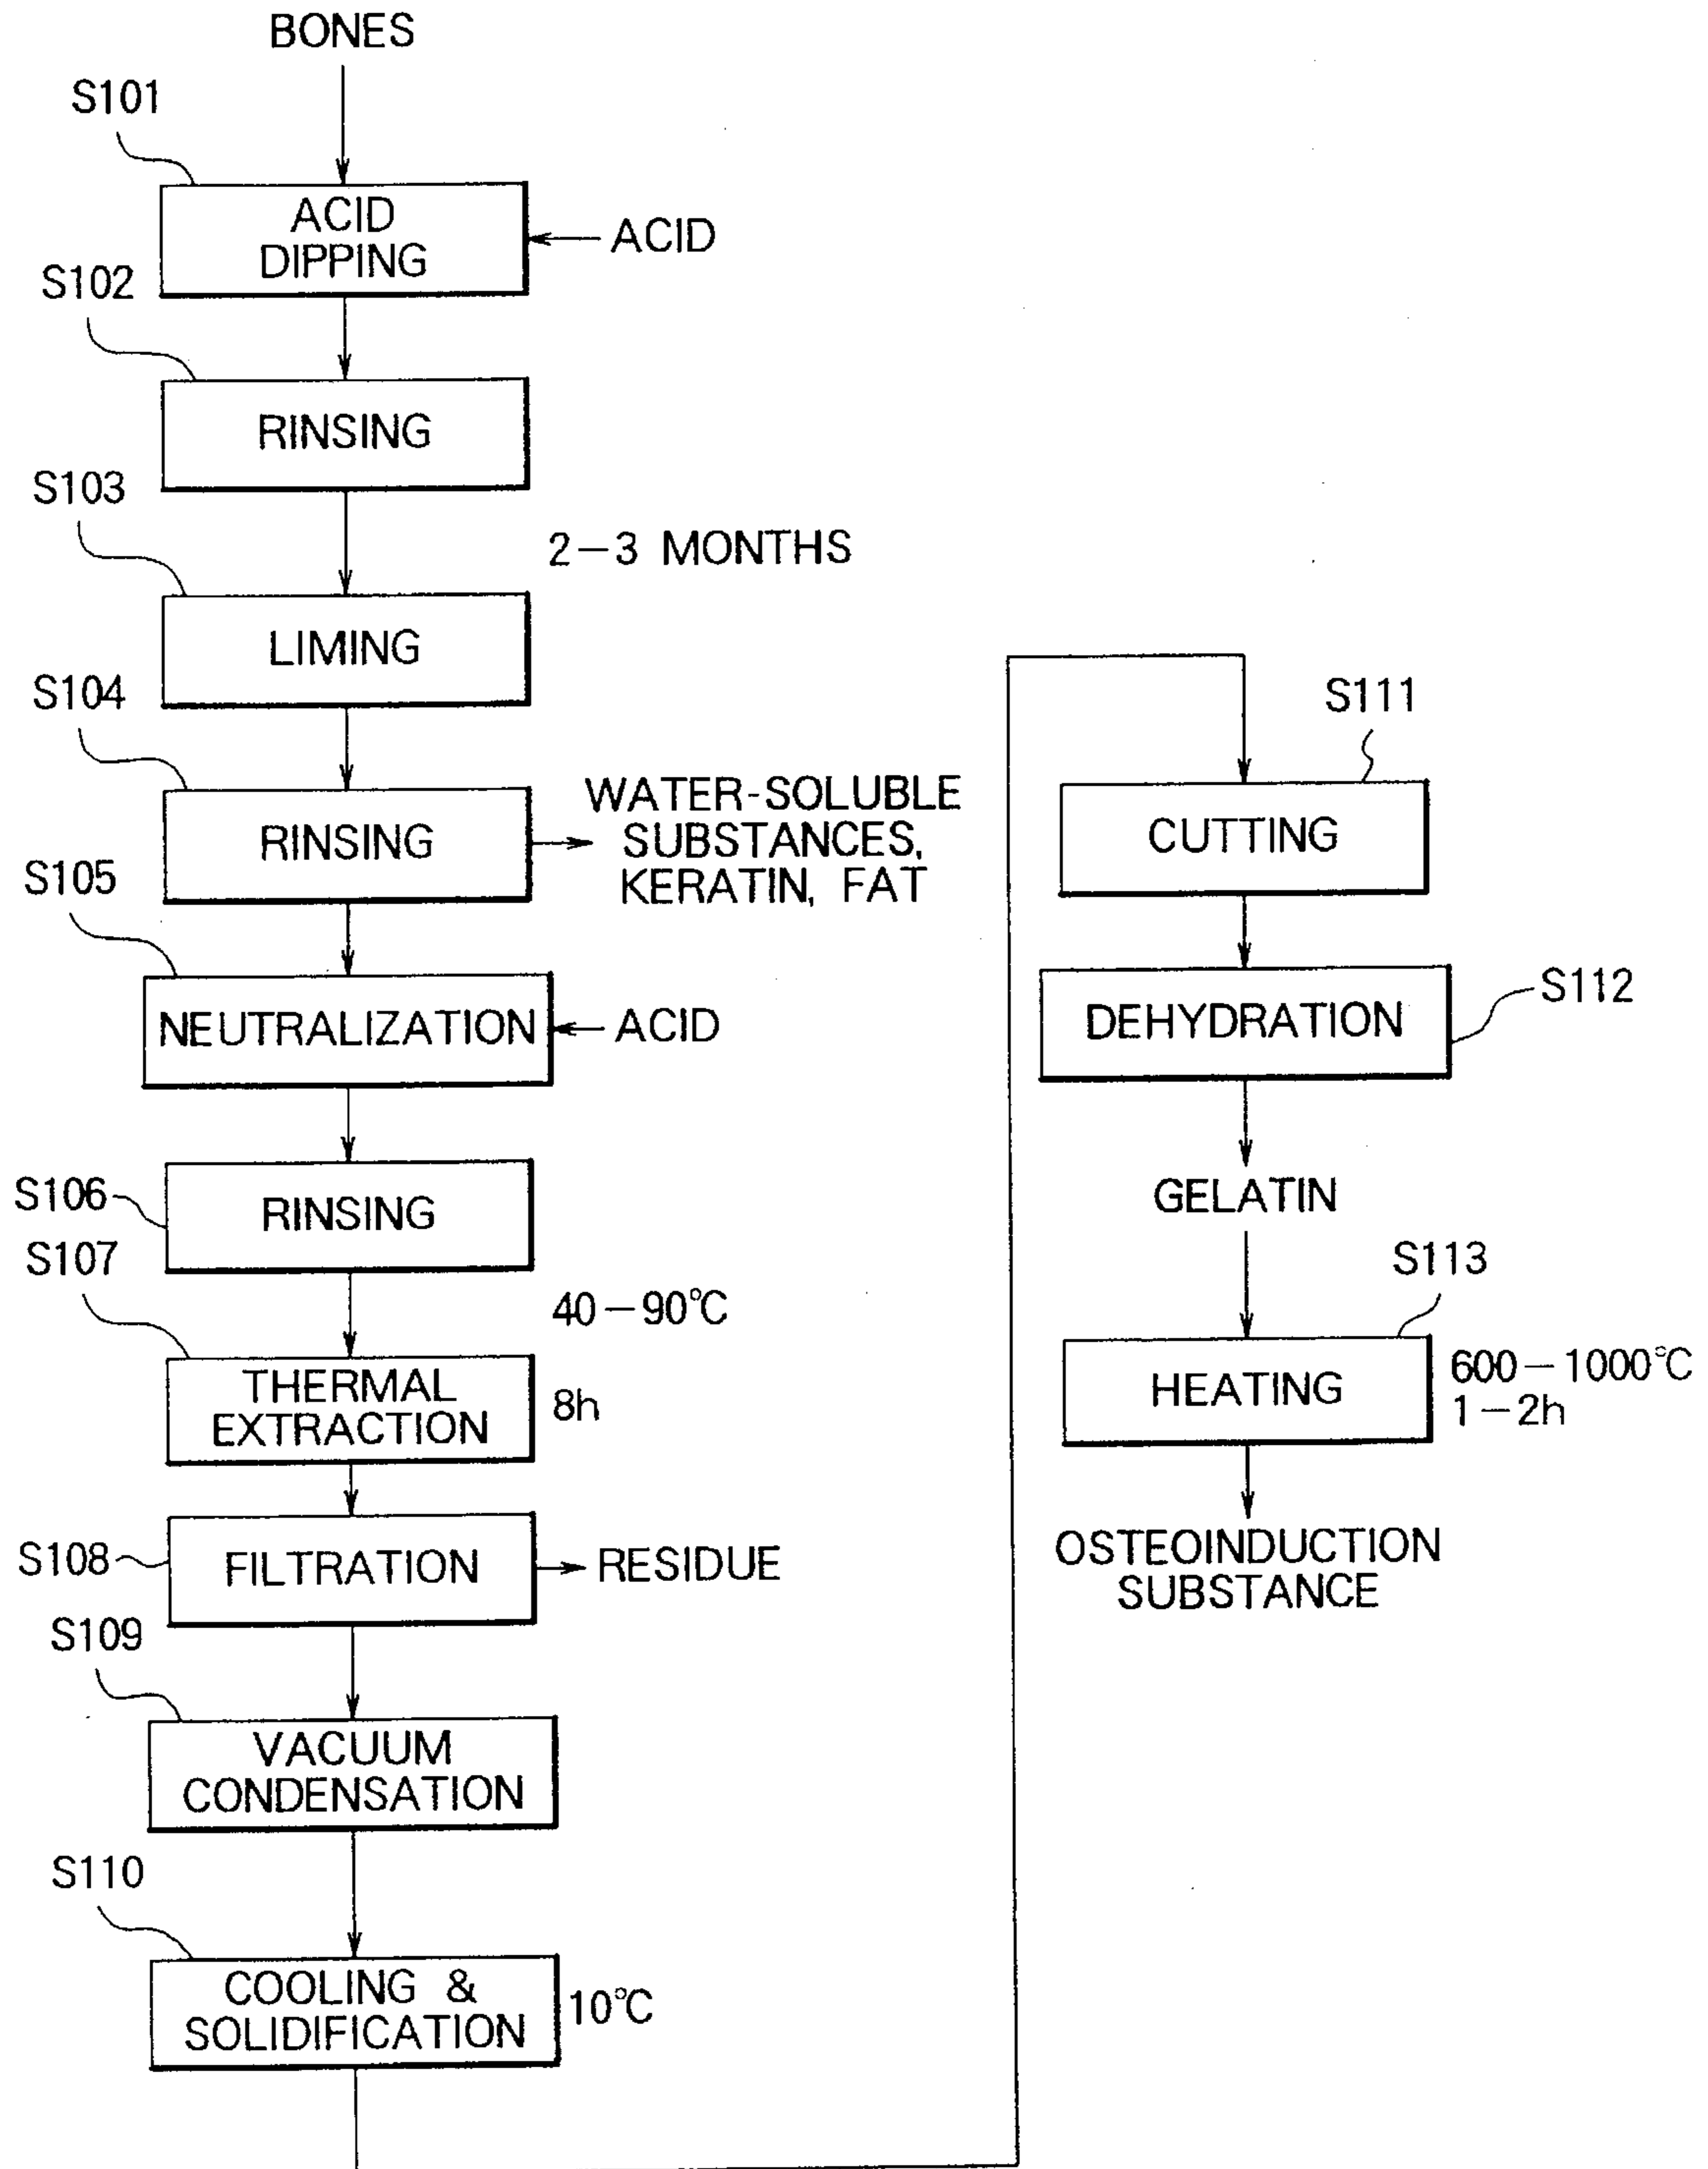 BONES
S101
ACID
DIPPING
ACID
S102
RINSING
S103
2–3 MONTHS
LIMING
S104
RINSING
WATER-SOLUBLE
SUBSTANCES,
KERATIN, FAT
S105
NEUTRALIZATION
ACID
S106
RINSING
S107
40–90°C
THERMAL
EXTRACTION
8h
S108
FILTRATION
RESIDUE
S109
VACUUM
CONDENSATION
S110
COOLING &
SOLIDIFICATION
10°C
S111
CUTTING
S112
DEHYDRATION
GELATIN
S113
HEATING
600–1000°C
1–2h
OSTEOINDUCTION
SUBSTANCE